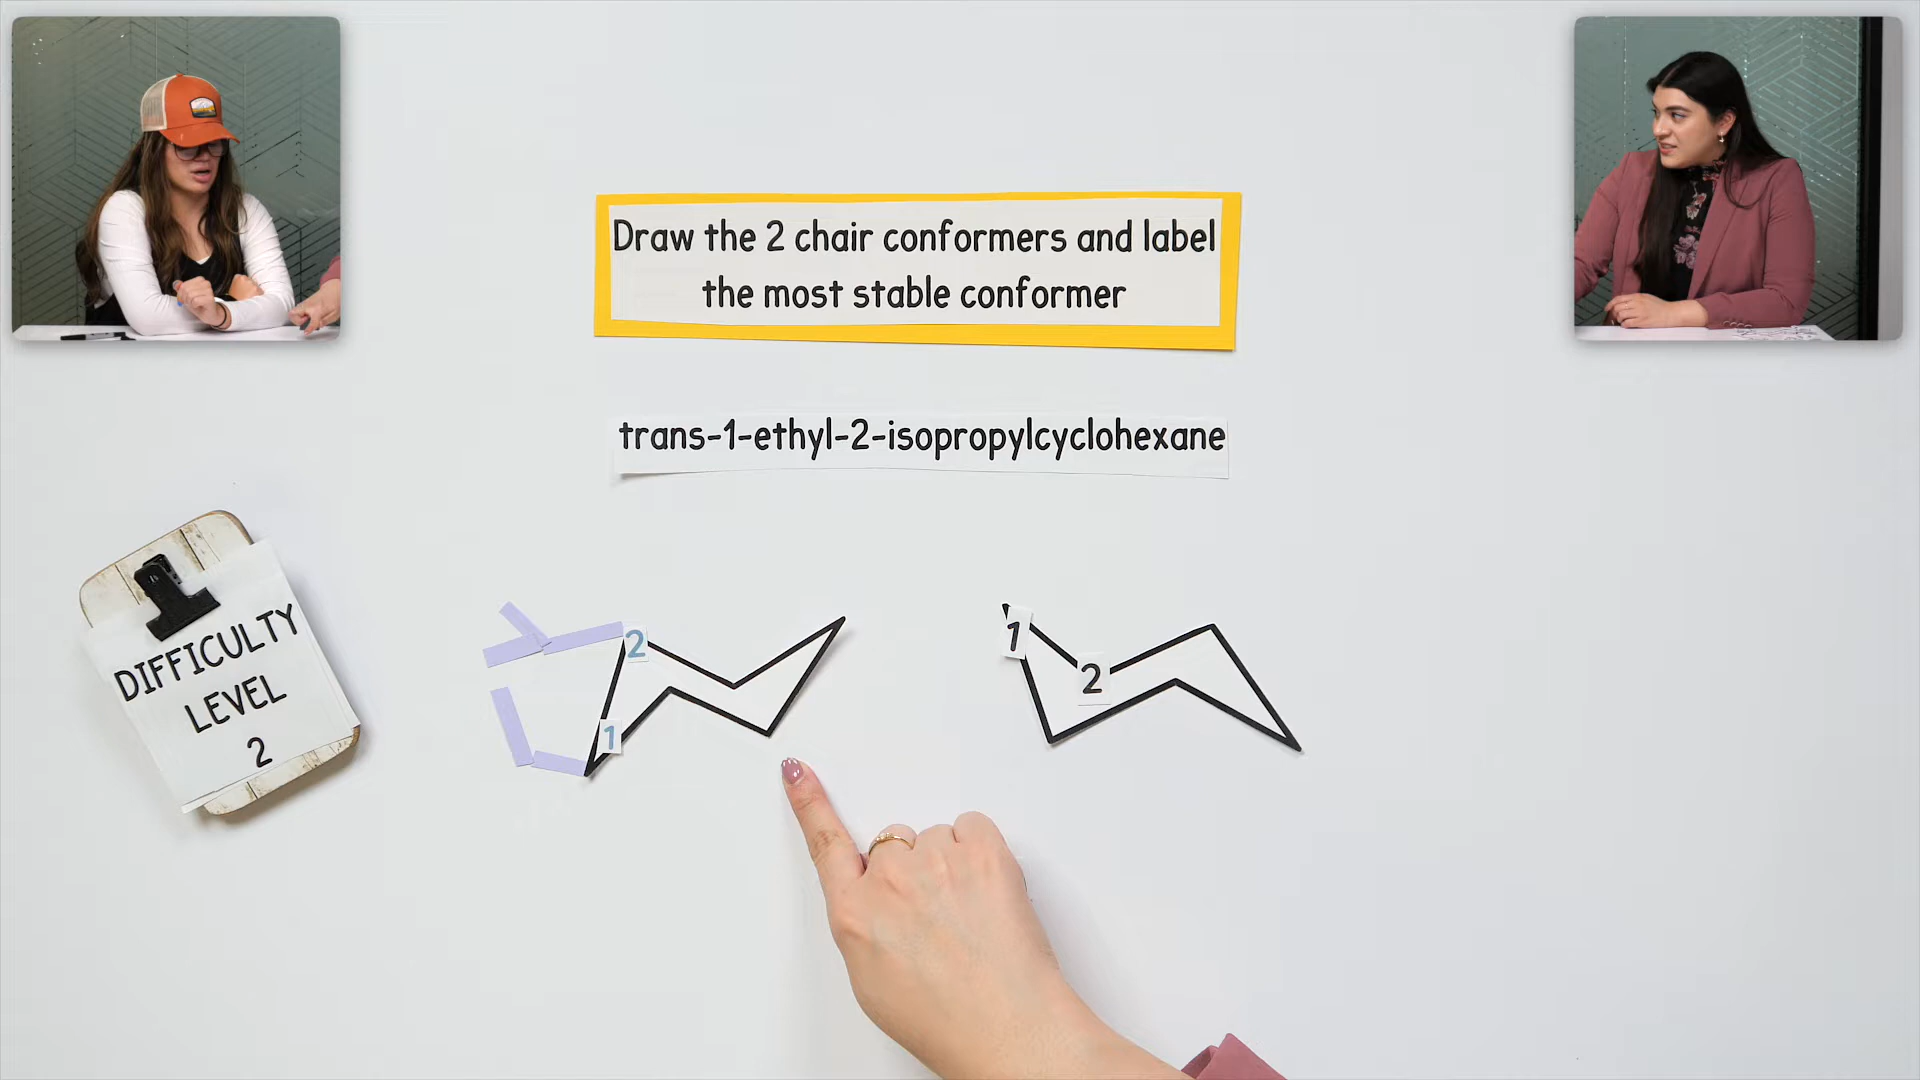 Draw the 2 chair conformers and label
the most stable conformer
trans-1-ethyl-2-isopropylcyclohexane
DIFFICULTY
LEVEL
2
2
1
1
2